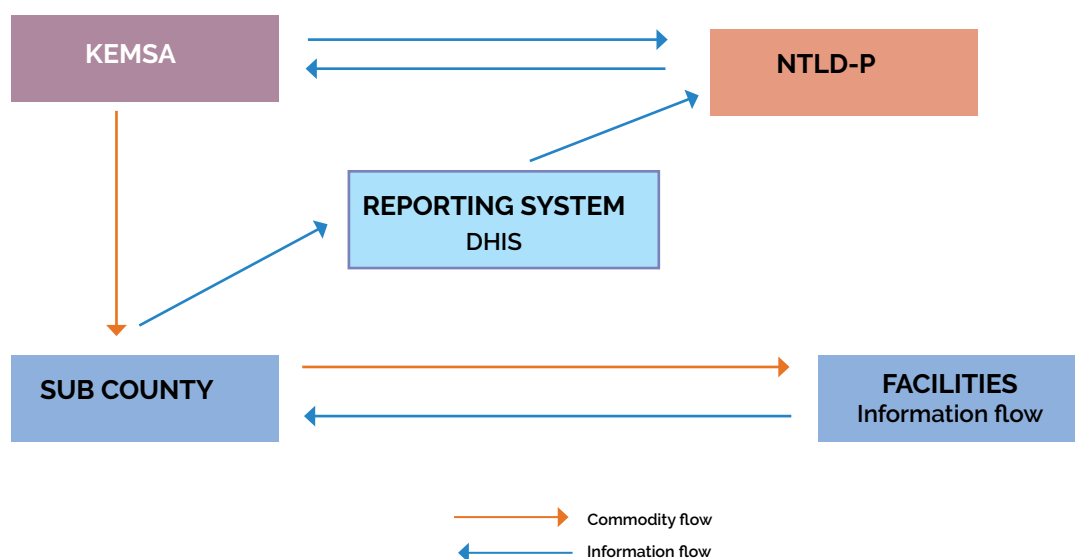 KEMSA
NTLD-P
REPORTING SYSTEM
DHIS
SUB COUNTY
FACILITIES
Information flow
Commodity flow
Information flow